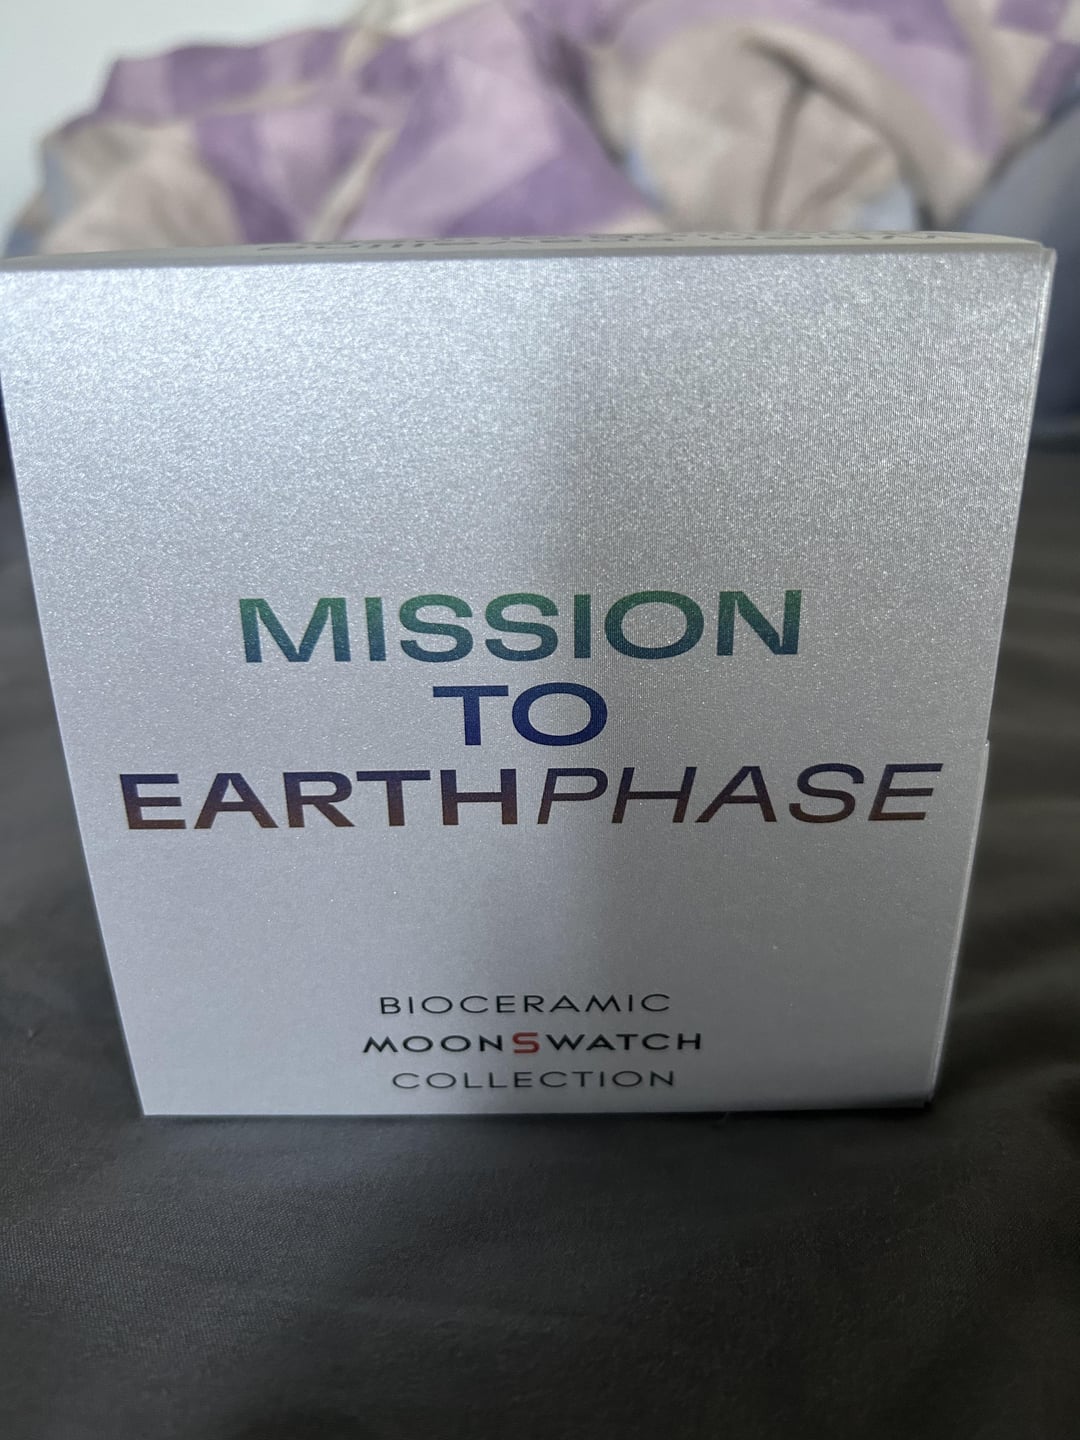 MISSION
TO
EARTHPHASE
BIOCERAMIC
MOONSWATCH
COLLECTION